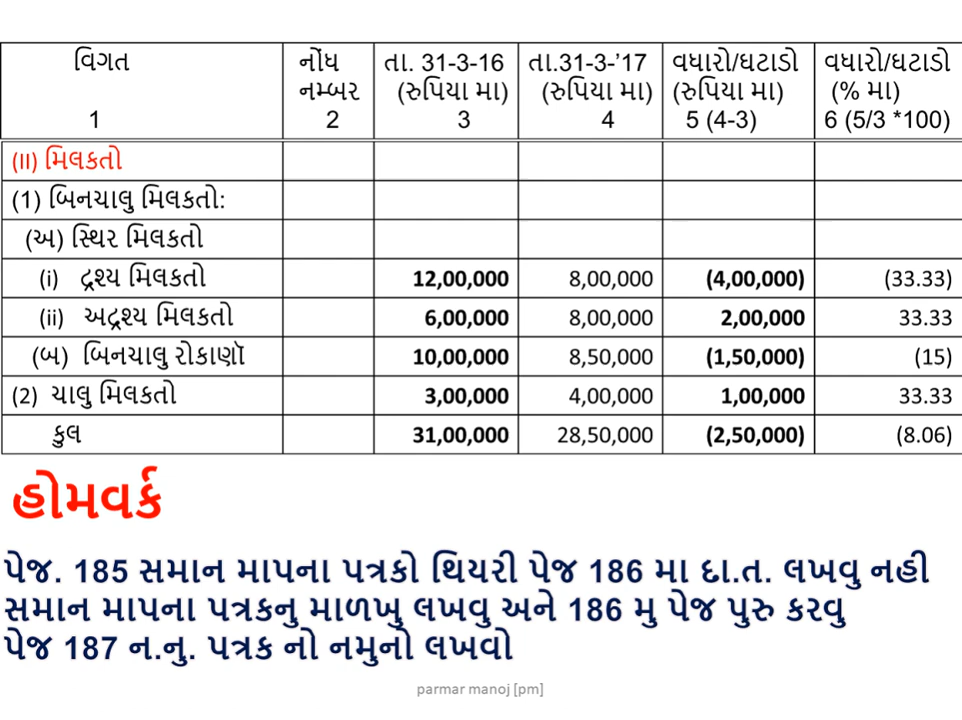 વિગત નોંધ તા. 31-3-16 તા.31-3-'17 વધારો/ઘટાડો વધારો/ઘટાડો
નમ્બર (રુપિયા મા) (રુપિયા મા) (રુપિયા મા) (% મા)
1 2 3 4 5 (4-3) 6 (5/3 *100)
(II) મિલકતો
(1) બિનચાલુ મિલકતો:
(અ) સ્થિર મિલકતો
(i) દ્રશ્ય મિલકતો 12,00,000 8,00,000 (4,00,000) (33.33)
(ii) અદ્રશ્ય મિલકતો 6,00,000 8,00,000 2,00,000 33.33
(બ) બિનચાલુ રોકાણૉ 10,00,000 8,50,000 (1,50,000) (15)
(2) ચાલુ મિલકતો 3,00,000 4,00,000 1,00,000 33.33
કુલ 31,00,000 28,50,000 (2,50,000) (8.06)
હોમવર્ક
પેજ. 185 સમાન માપના પત્રકો થિયરી પેજ 186 મા દા.ત. લખવુ નહી
સમાન માપના પત્રકનુ માળખુ લખવુ અને 186 મુ પેજ પુરુ કરવુ
પેજ 187 ન.નુ. પત્રક નો નમુનો લખવો
parmar manoj [pm]